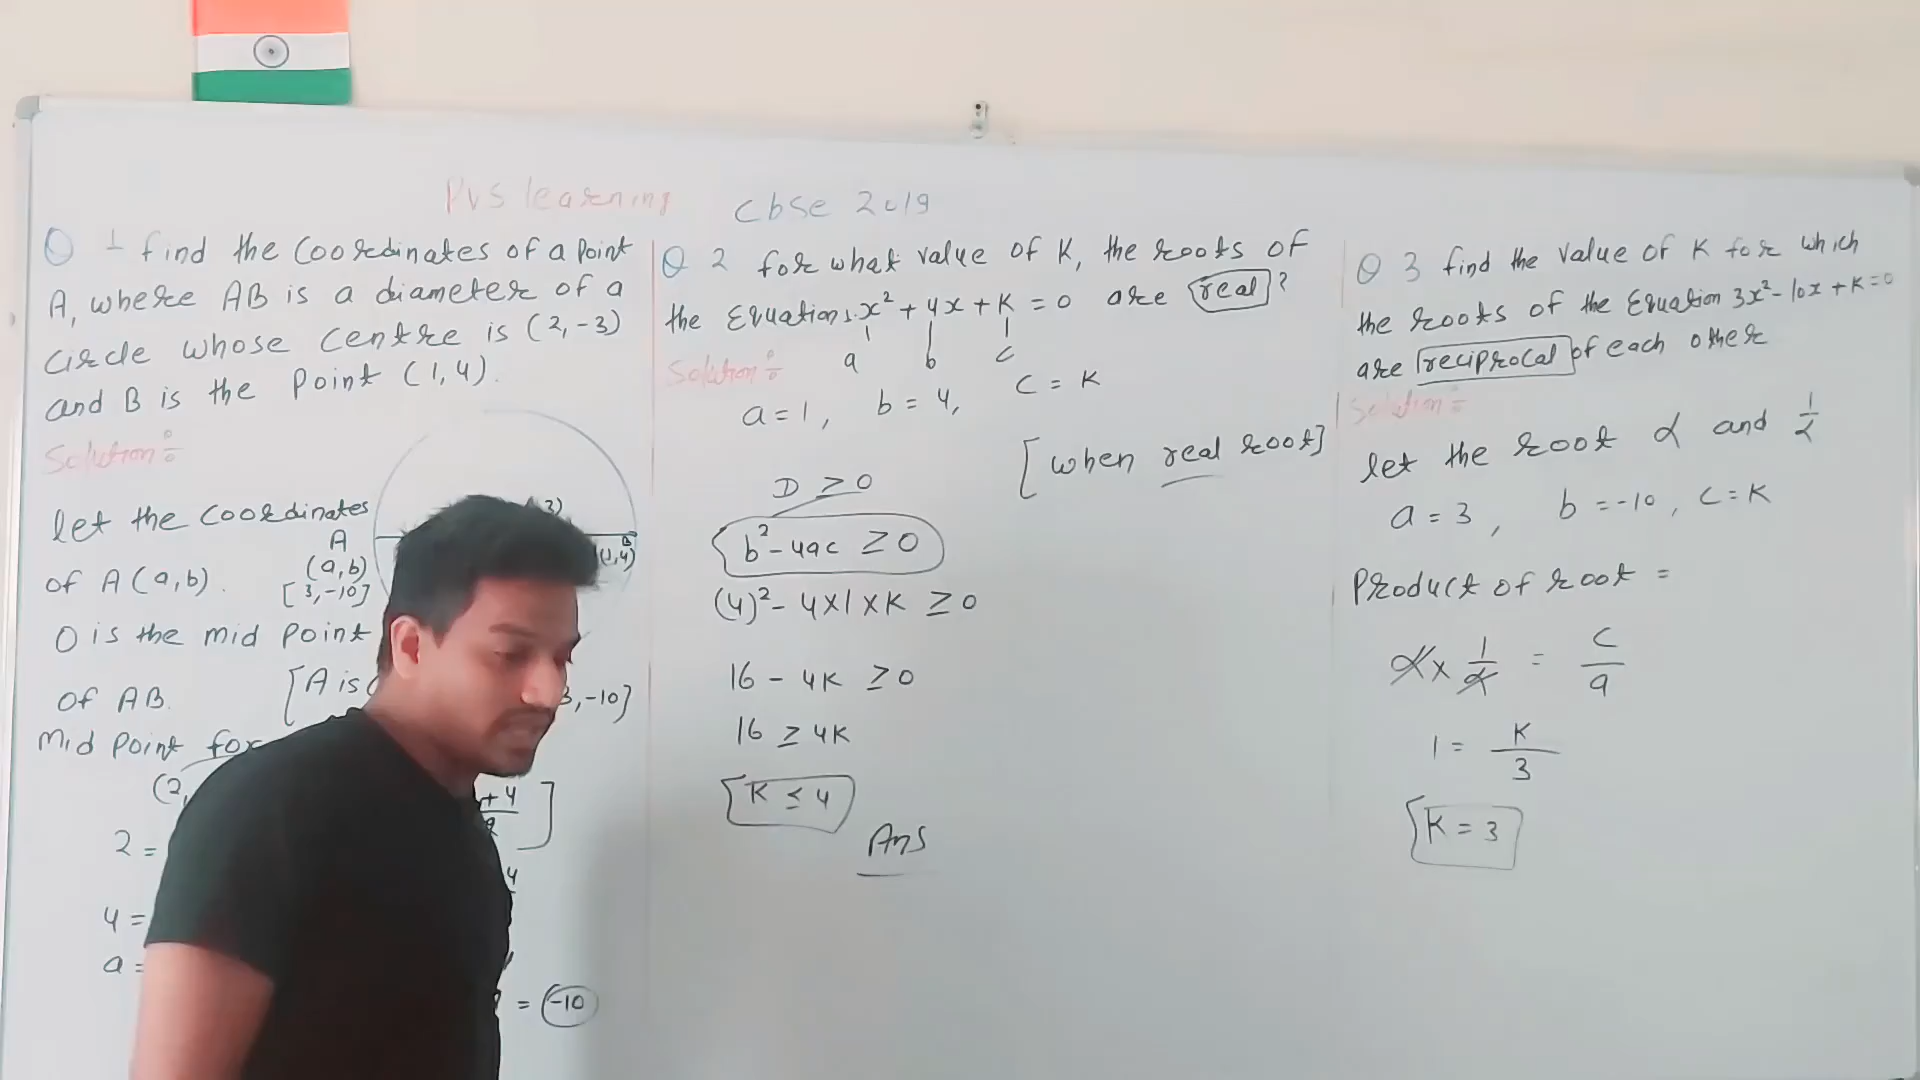 Pvs learning cbse 2019
Q 1 find the coordinates of a point
A, where AB is a diameter of a
circle whose centre is (2,-3)
and B is the point (1,4).
Solution÷
let the coordinates
of A(a,b).
O is the mid point
of AB.
[A is
3,-10]
Mid point
A
(a,b)
[3,-10]
3)
B
(1,4)
(2,
+4
2 =
4
4 =
a =
= -10
Q 2 for what value of K, the roots of
the Equations x² + 4x + K = 0 are real?
a b c
Solution÷
a = 1, b = 4, c = K
[when real root]
D ≥ 0
b² - 4ac ≥ 0
(4)² - 4×1×K ≥ 0
16 - 4K ≥ 0
16 ≥ 4K
K ≤ 4
Ans
Q 3 find the value of K for which
the roots of the Equation 3x² - 10x + K = 0
are reciprocal of each other
Solution÷
let the root α and 1/α
a = 3, b = -10, c = K
Product of root =
α × 1/α = c/a
1 = K/3
K = 3